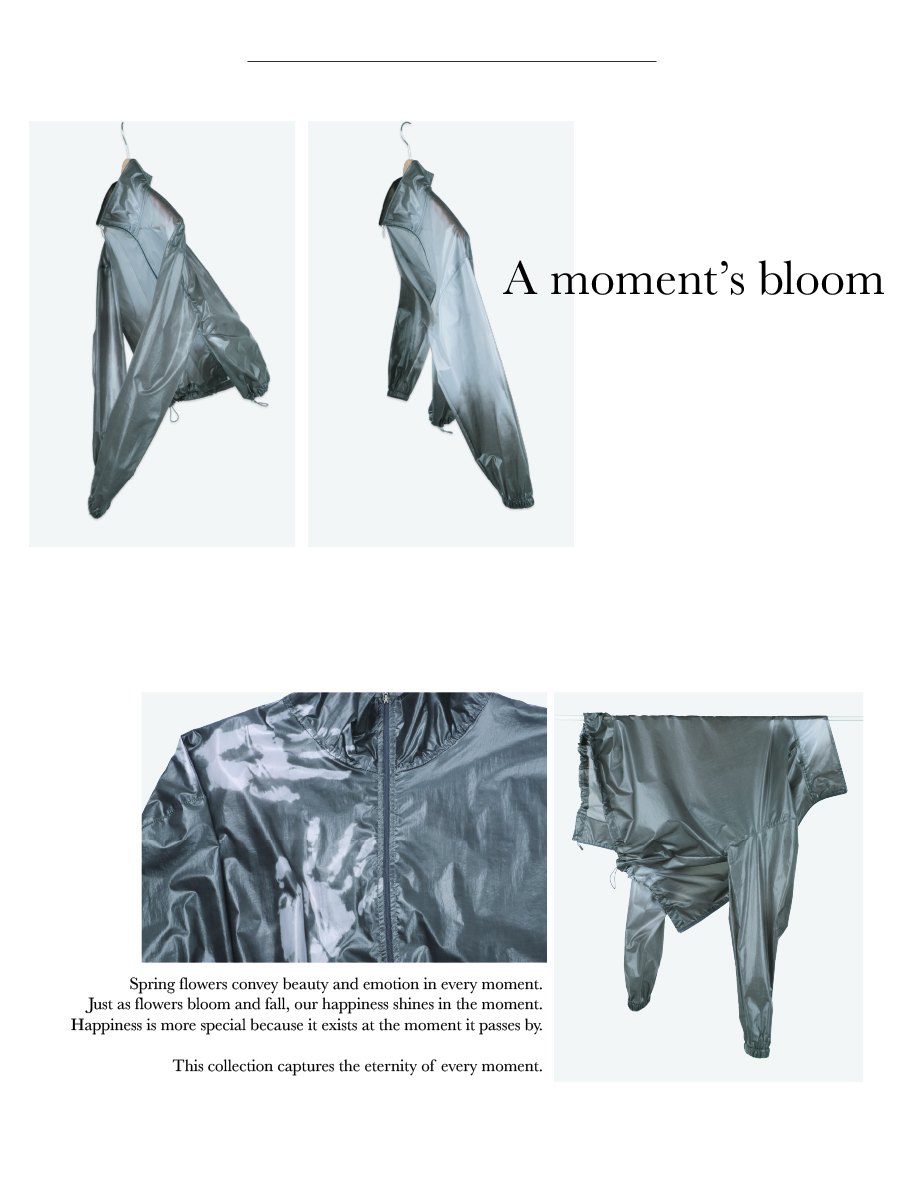 A moment’s bloom
Spring flowers convey beauty and emotion in every moment.
Just as flowers bloom and fall, our happiness shines in the moment.
Happiness is more special because it exists at the moment it passes by.
This collection captures the eternity of every moment.